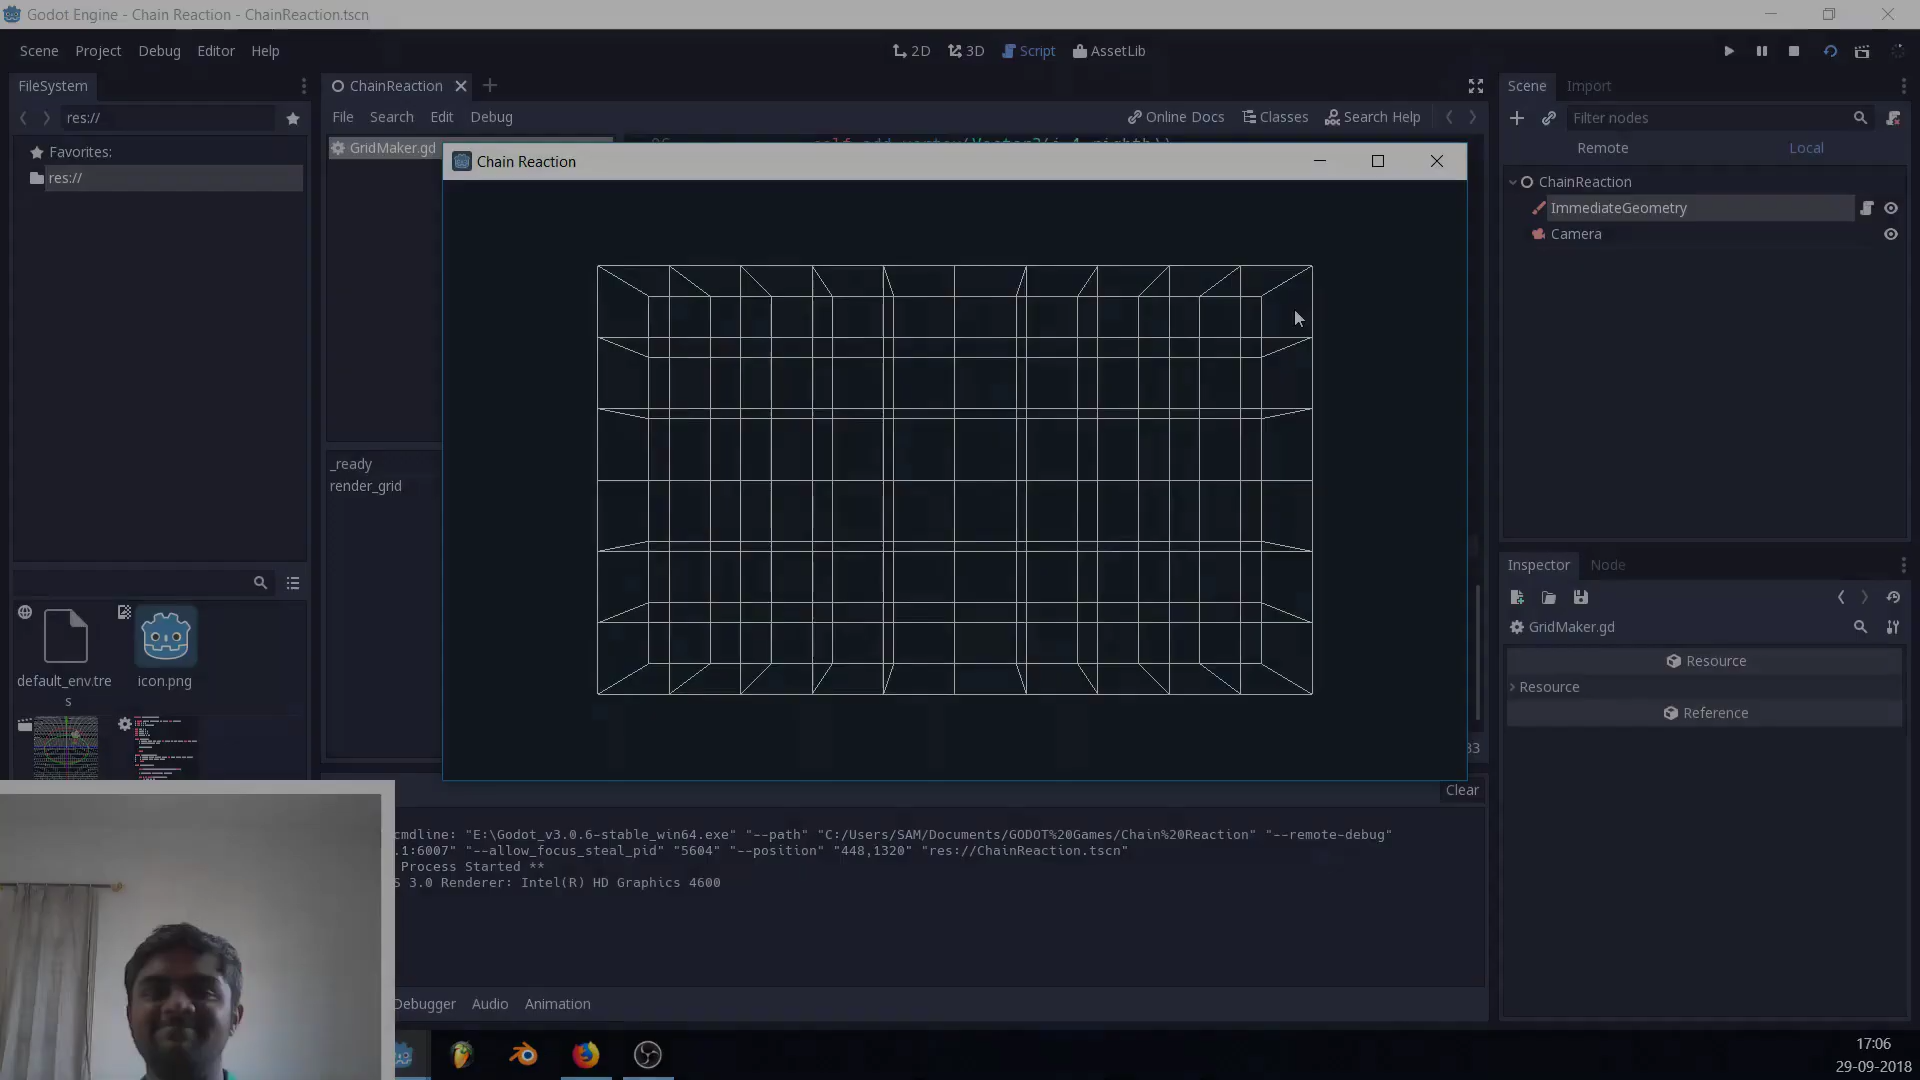 Godot Engine - Chain Reaction - ChainReaction.tscn
Scene Project Debug Editor Help
2D 3D Script AssetLib
FileSystem
ChainReaction
Scene Import
res://
File Search Edit Debug
Online Docs Classes Search Help
Filter nodes
Favorites:
GridMaker.gd
Remote Local
res://
Chain Reaction
ChainReaction
ImmediateGeometry
Camera
_ready
render_grid
Inspector Node
GridMaker.gd
Resource
Resource
Reference
default_env.tres
icon.png
Clear
cmdline: "E:\Godot_v3.0.6-stable_win64.exe" "--path" "C:/Users/SAM/Documents/GODOT%20Games/Chain%20Reaction" "--remote-debug"
.1:6007" "--allow_focus_steal_pid" "5604" "--position" "448,1320" "res://ChainReaction.tscn"
Process Started **
S 3.0 Renderer: Intel(R) HD Graphics 4600
Debugger Audio Animation
17:06
29-09-2018